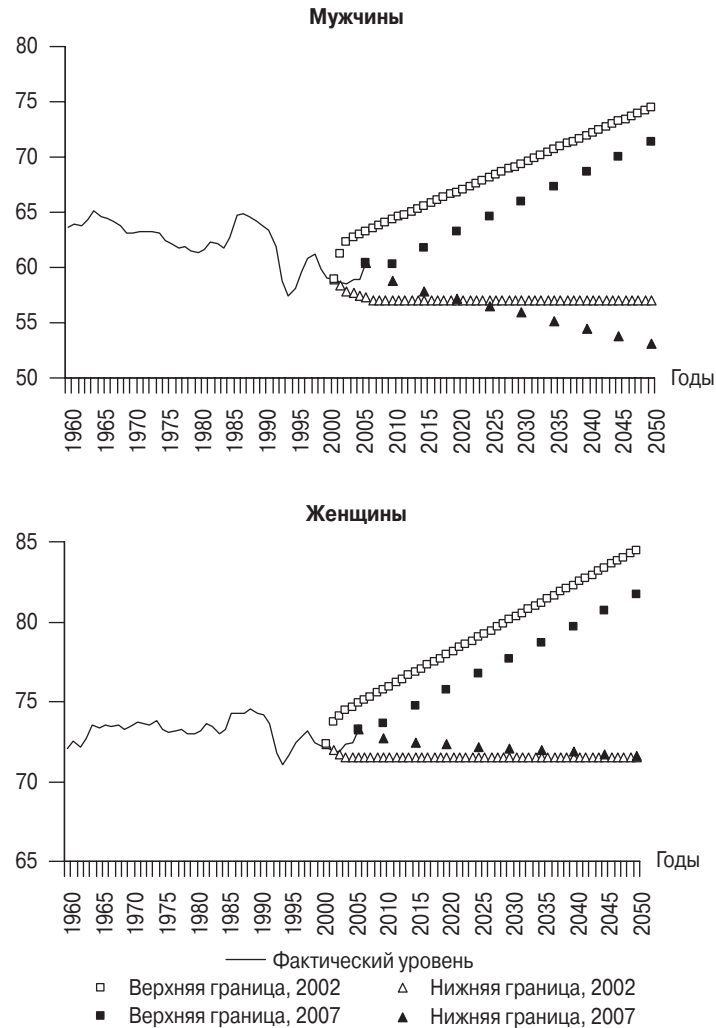 Мужчины
80
75
70
65
60
55
50
Годы
1960 1965 1970 1975 1980 1985 1990 1995 2000 2005 2010 2015 2020 2025 2030 2035 2040 2045 2050
Женщины
85
80
75
70
65
Годы
1960 1965 1970 1975 1980 1985 1990 1995 2000 2005 2010 2015 2020 2025 2030 2035 2040 2045 2050
Фактический уровень
Верхняя граница, 2002 Нижняя граница, 2002
Верхняя граница, 2007 Нижняя граница, 2007